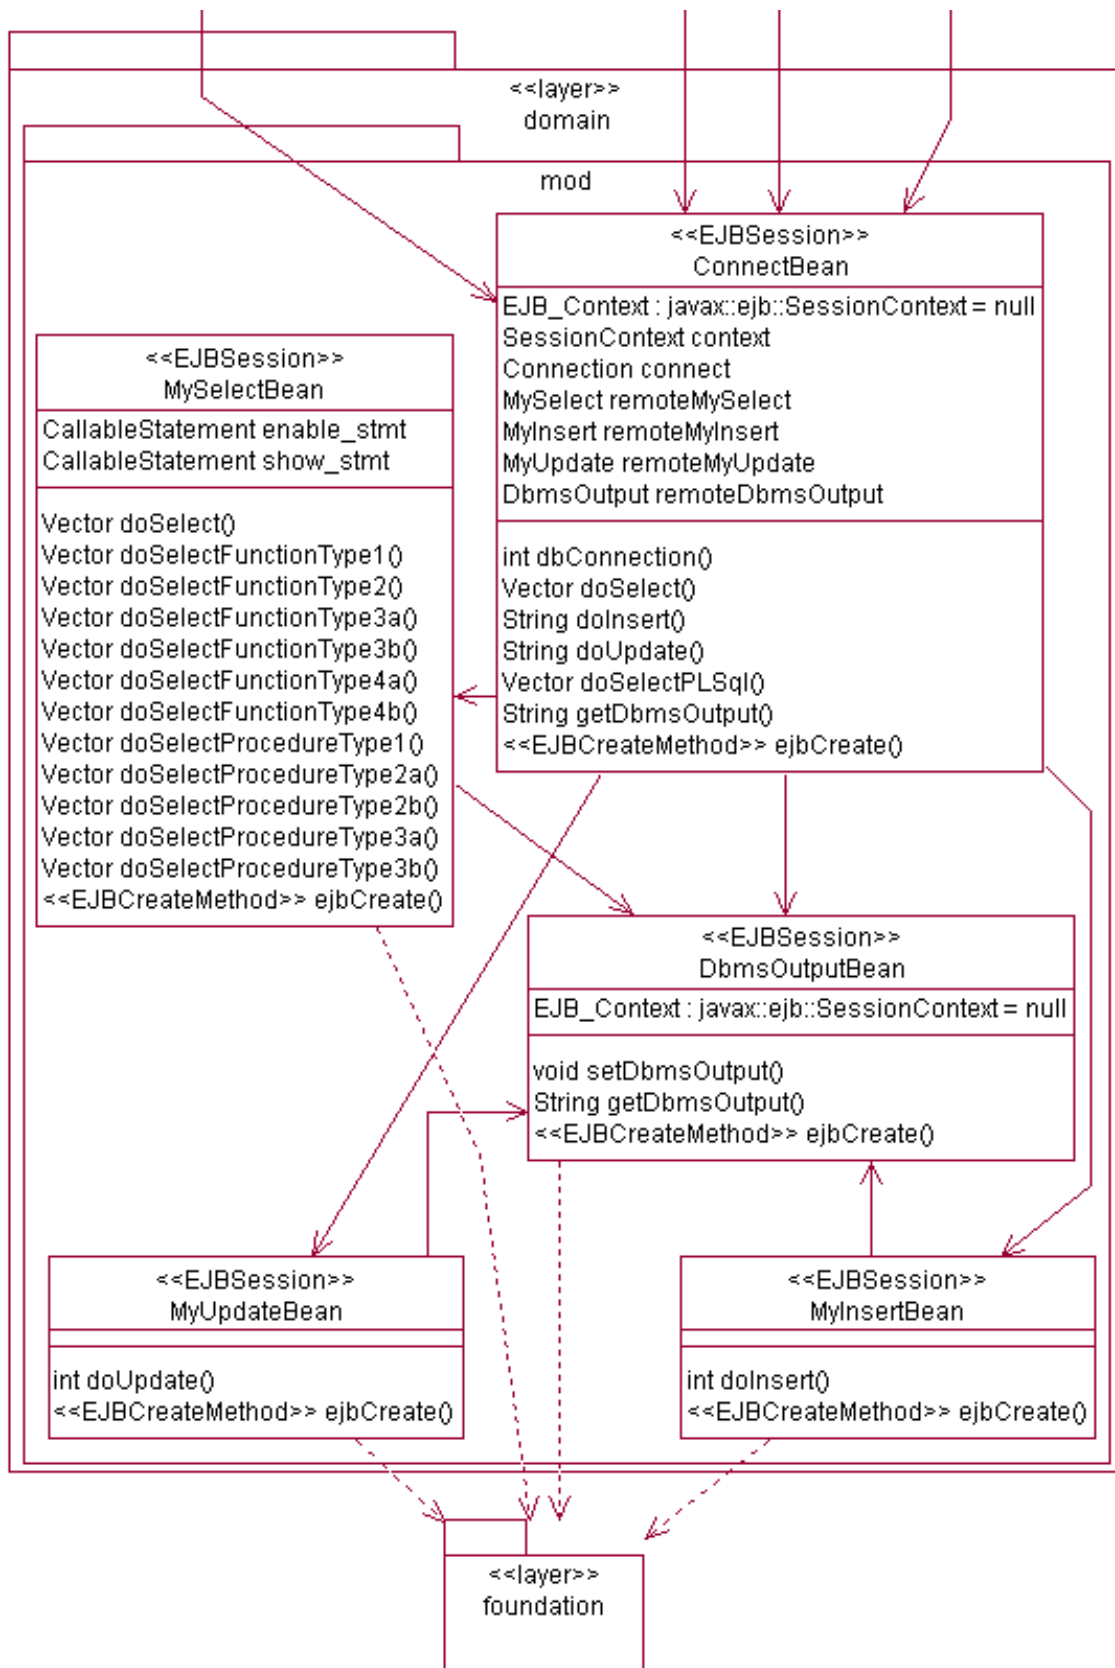 <<layer>>
domain
mod
<<EJBSession>>
ConnectBean
EJB_Context : javax::ejb::SessionContext = null
SessionContext context
Connection connect
MySelect remoteMySelect
MyInsert remoteMyInsert
MyUpdate remoteMyUpdate
DbmsOutput remoteDbmsOutput
int dbConnection()
Vector doSelect()
String doInsert()
String doUpdate()
Vector doSelectPLSql()
String getDbmsOutput()
<<EJBCreateMethod>> ejbCreate()
<<EJBSession>>
MySelectBean
CallableStatement enable_stmt
CallableStatement show_stmt
Vector doSelect()
Vector doSelectFunctionType1()
Vector doSelectFunctionType2()
Vector doSelectFunctionType3a()
Vector doSelectFunctionType3b()
Vector doSelectFunctionType4a()
Vector doSelectFunctionType4b()
Vector doSelectProcedureType1()
Vector doSelectProcedureType2a()
Vector doSelectProcedureType2b()
Vector doSelectProcedureType3a()
Vector doSelectProcedureType3b()
<<EJBCreateMethod>> ejbCreate()
<<EJBSession>>
DbmsOutputBean
EJB_Context : javax::ejb::SessionContext = null
void setDbmsOutput()
String getDbmsOutput()
<<EJBCreateMethod>> ejbCreate()
<<EJBSession>>
MyUpdateBean
int doUpdate()
<<EJBCreateMethod>> ejbCreate()
<<EJBSession>>
MyInsertBean
int doInsert()
<<EJBCreateMethod>> ejbCreate()
<<layer>>
foundation